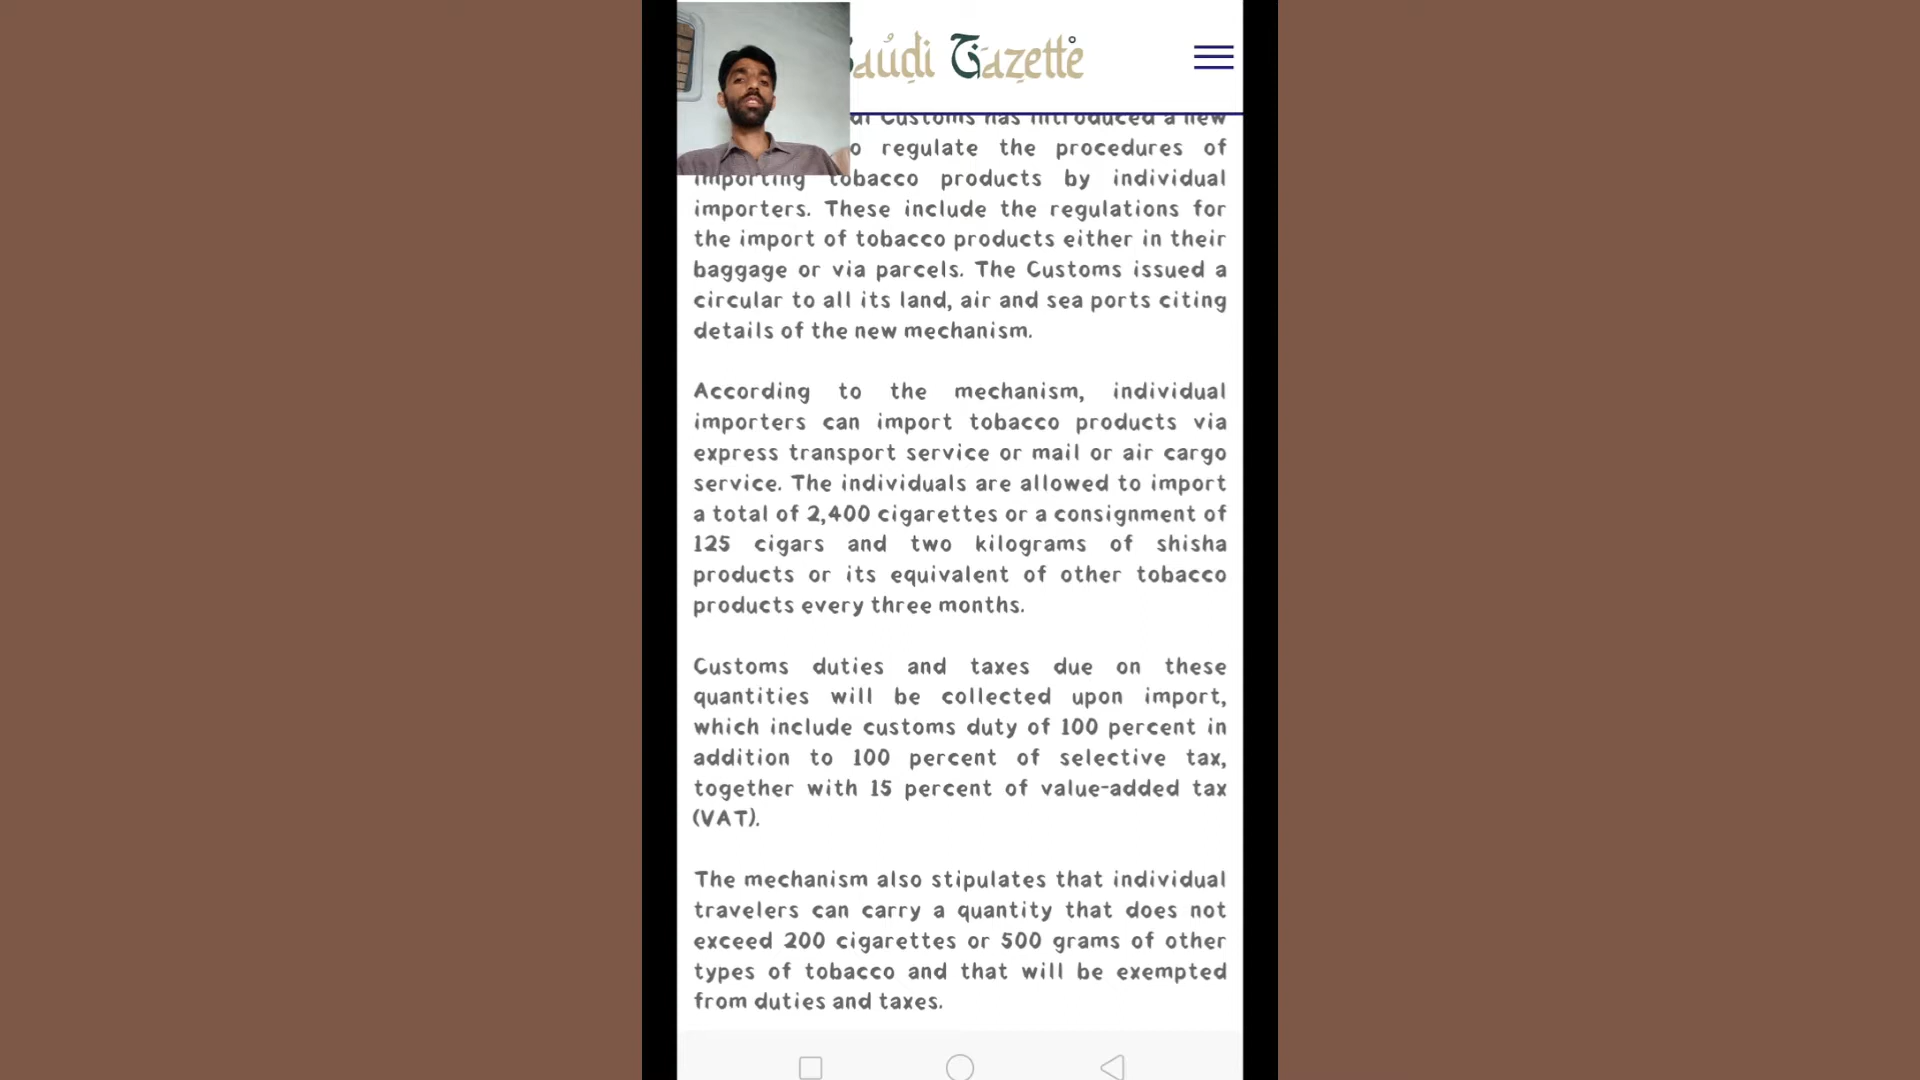 audi Gazette
di Customs has introduced a new
o regulate the procedures of
importing tobacco products by individual
importers. These include the regulations for
the import of tobacco products either in their
baggage or via parcels. The Customs issued a
circular to all its land, air and sea ports citing
details of the new mechanism.
According to the mechanism, individual
importers can import tobacco products via
express transport service or mail or air cargo
service. The individuals are allowed to import
a total of 2,400 cigarettes or a consignment of
125 cigars and two kilograms of shisha
products or its equivalent of other tobacco
products every three months.
Customs duties and taxes due on these
quantities will be collected upon import,
which include customs duty of 100 percent in
addition to 100 percent of selective tax,
together with 15 percent of value-added tax
(VAT).
The mechanism also stipulates that individual
travelers can carry a quantity that does not
exceed 200 cigarettes or 500 grams of other
types of tobacco and that will be exempted
from duties and taxes.